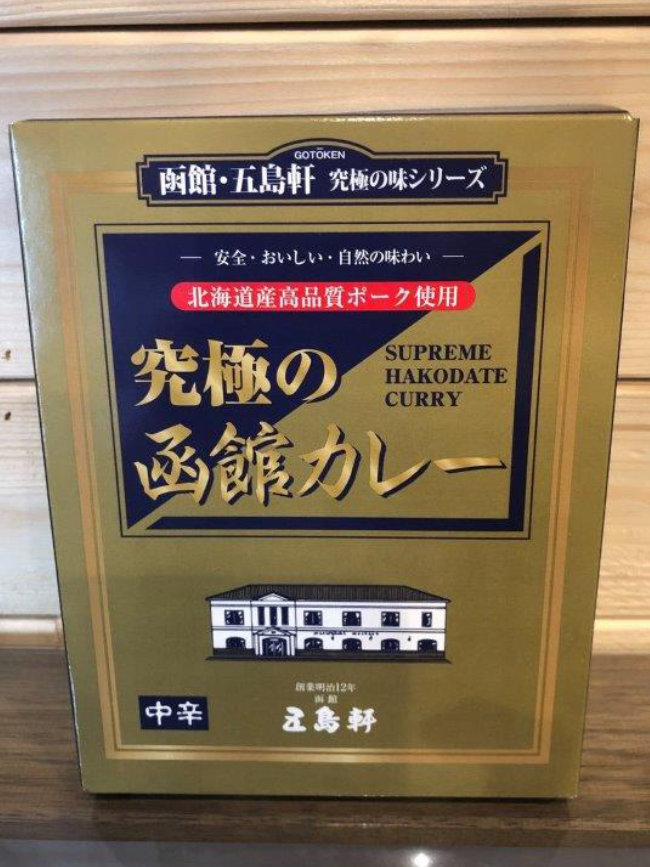 GOTŌKEN
函館・五島軒 究極の味シリーズ
安全・おいしい・自然の味わい
北海道産高品質ポーク使用
究極の
函館カレー
SUPREME
HAKODATE
CURRY
創業明治12年
函館
五島軒
中辛